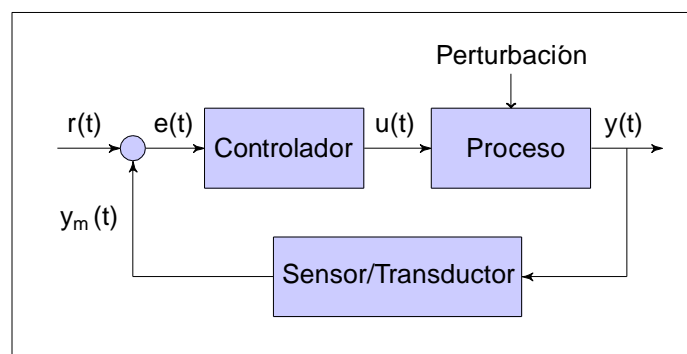 Perturbación
r(t)
e(t)
Controlador
u(t)
Proceso
y(t)
yₘ(t)
Sensor/Transductor